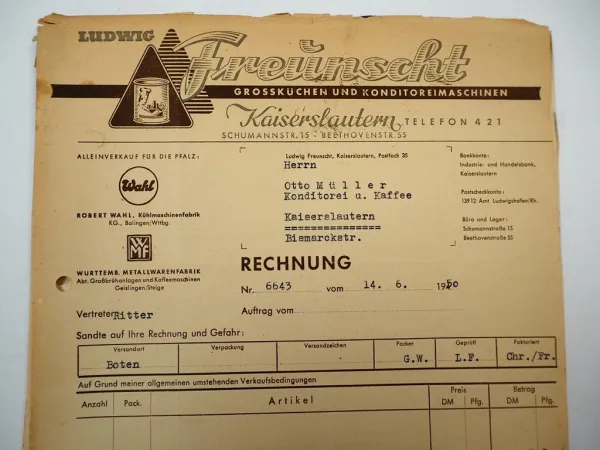 LUDWIG
Freunscht
GROSSKÜCHEN UND KONDITOREIMASCHINEN
Kaiserslautern TELEFON 421
SCHUMANNSTR. 15 - BEETHOVENSTR. 55
ALLEINVERKAUF FÜR DIE PFALZ:
Wahl
ROBERT WAHL, Kühlmaschinenfabrik
KG., Balingen/Wttbg.
WMF
WURTTEMB. METALLWARENFABRIK
Abt. Großbrühanlagen und Kaffeemaschinen
Geislingen/Steige
Ludwig Freunscht, Kaiserslautern, Postfach 35
Herrn
Otto Müller
Konditorei u. Kaffee
Kaiserslautern
===============
Bismarckstr.
Bankkonto:
Industrie- und Handelsbank,
Kaiserslautern
Postscheckkonto:
13912 Amt Ludwigshafen/Rh.
Büro und Lager:
Schumannstraße 15
Beethovenstraße 55
RECHNUNG
Nr. 6643 vom 14. 6. 1950
Auftrag vom
Vertreter Ritter
Sandte auf Ihre Rechnung und Gefahr:
Versandart Verpackung Versandzeichen Packer Geprüft Fakturiert
Boten G.W. L.F. Chr./Fr.
Auf Grund meiner allgemeinen umstehenden Verkaufsbedingungen
Anzahl Pack. Artikel Preis Betrag
DM Pfg. DM Pfg.